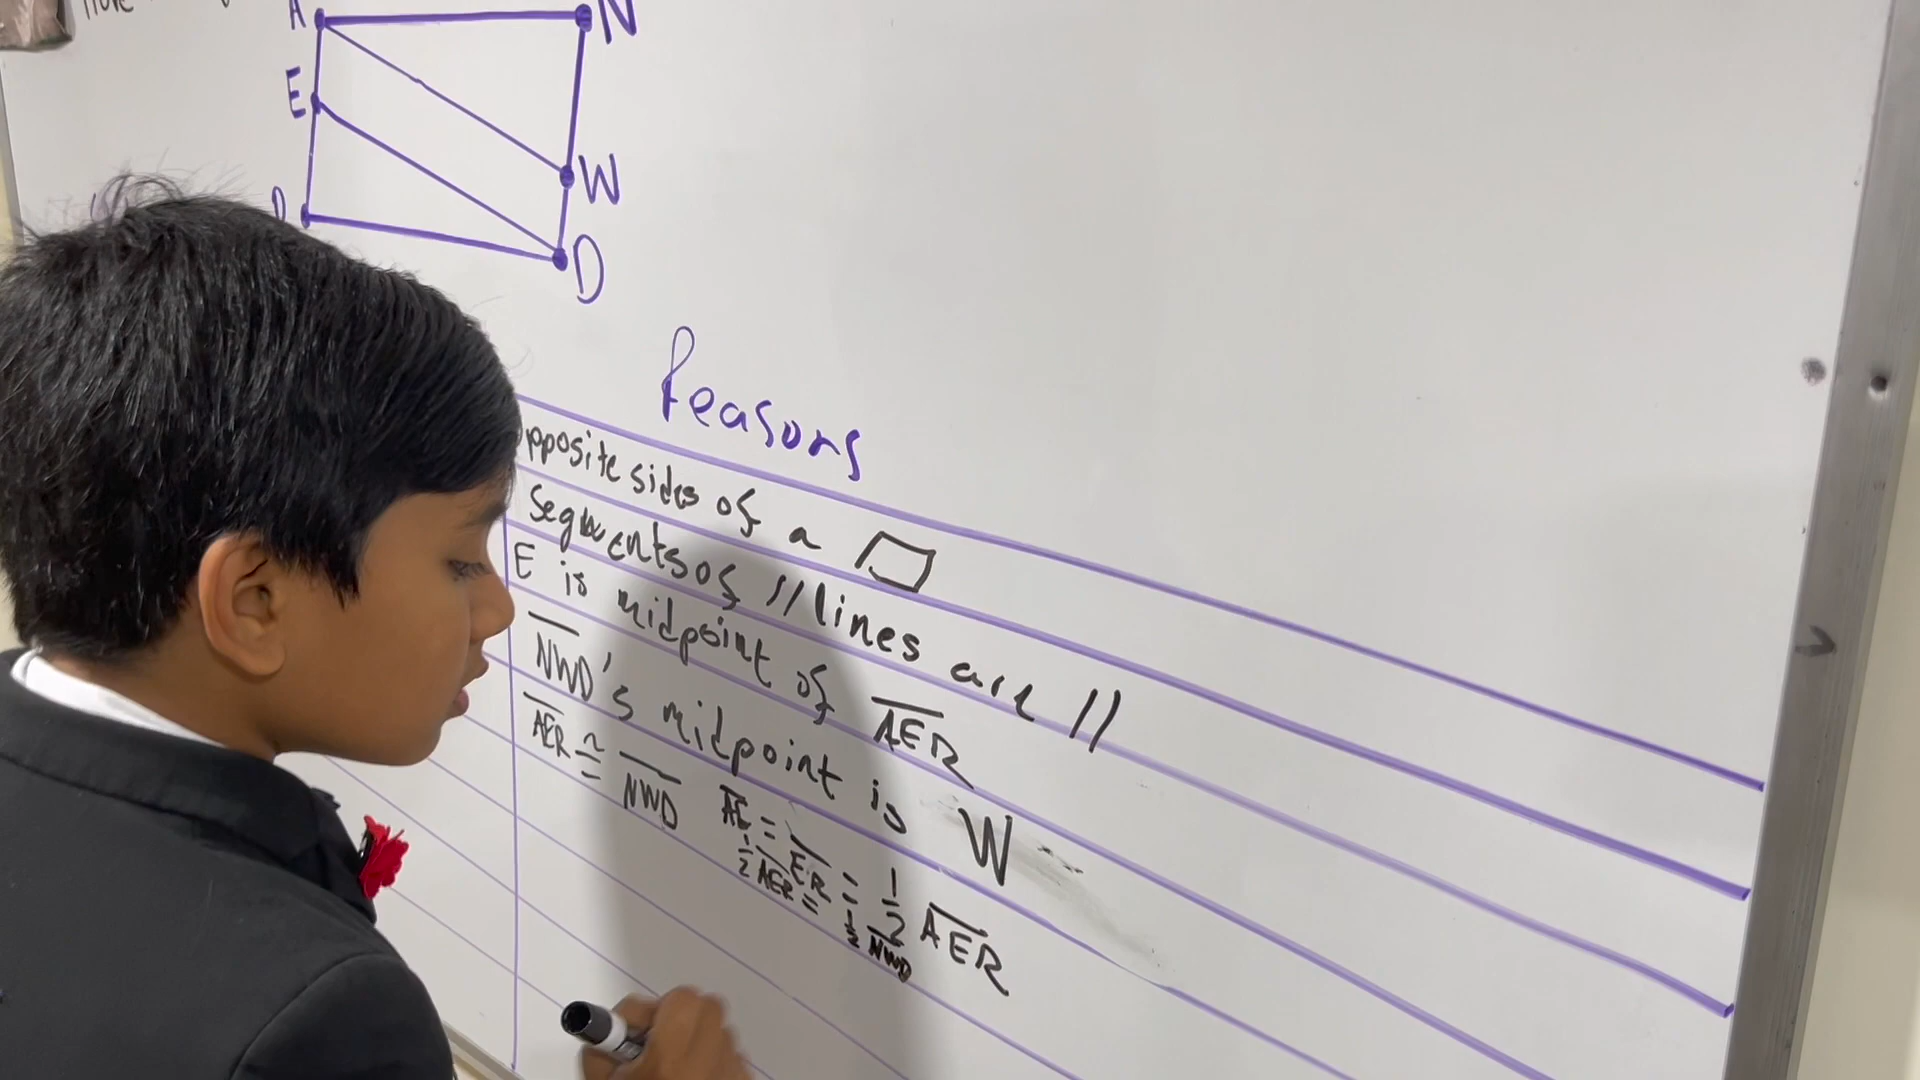 A N
E
W
D
Reasons
opposite sides of a ▱
Segments of // lines are //
E is midpoint of AER
NWD's midpoint is W
AER ≅ NWD AE = ER = 1/2 AER
1/2 AER = 1/2 NWD